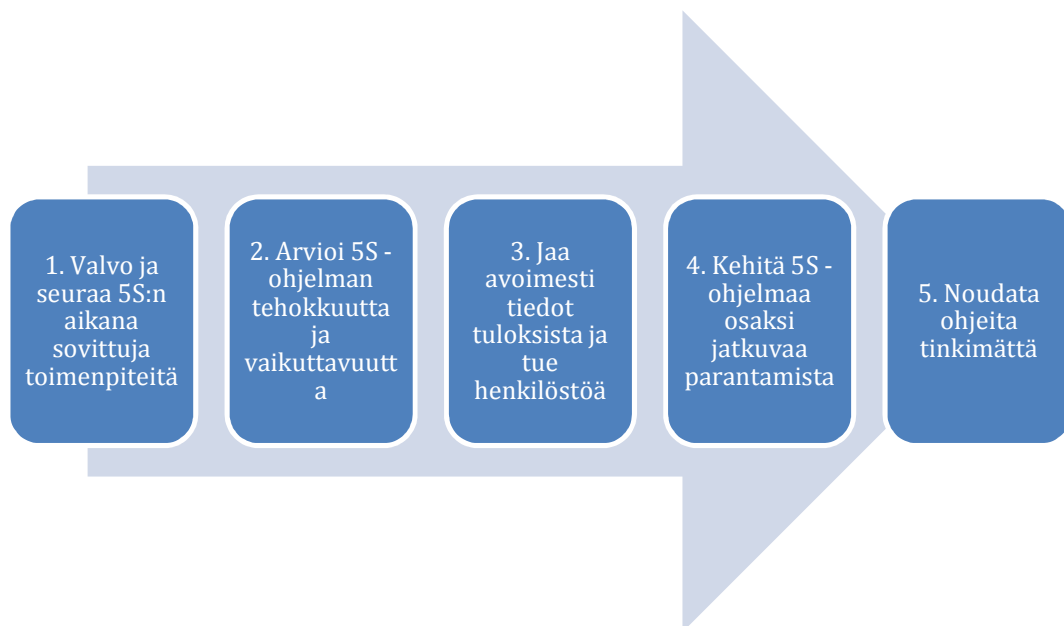 1. Valvo ja
seuraa 5S:n
aikana
sovittuja
toimenpiteitä
2. Arvioi 5S -
ohjelman
tehokkuutta
ja
vaikuttavuutt
a
3. Jaa
avoimesti
tiedot
tuloksista ja
tue
henkilöstöä
4. Kehitä 5S -
ohjelmaa
osaksi
jatkuvaa
parantamista
5. Noudata
ohjeita
tinkimättä